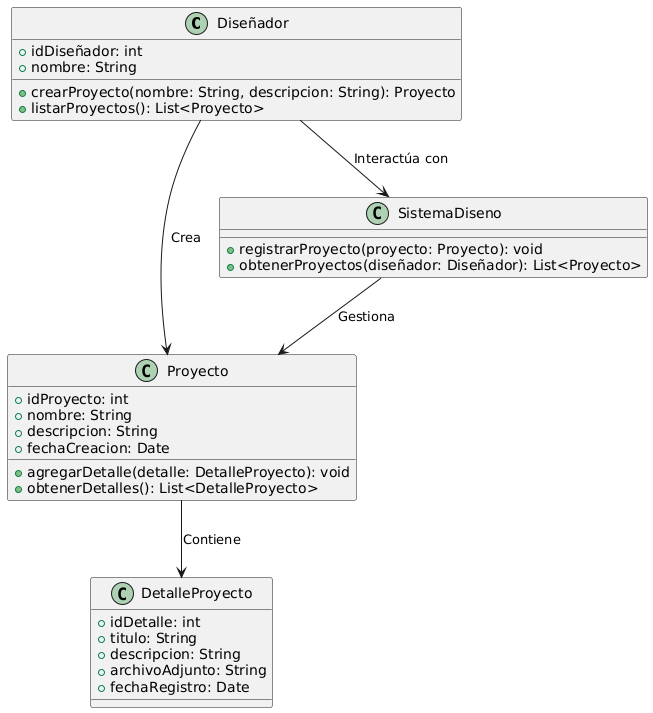 C Diseñador
idDiseñador: int
nombre: String
crearProyecto(nombre: String, descripcion: String): Proyecto
listarProyectos(): List<Proyecto>
Interactúa con
C SistemaDiseno
Crea
registrarProyecto(proyecto: Proyecto): void
obtenerProyectos(diseñador: Diseñador): List<Proyecto>
Gestiona
C Proyecto
idProyecto: int
nombre: String
descripcion: String
fechaCreacion: Date
agregarDetalle(detalle: DetalleProyecto): void
obtenerDetalles(): List<DetalleProyecto>
Contiene
C DetalleProyecto
idDetalle: int
titulo: String
descripcion: String
archivoAdjunto: String
fechaRegistro: Date